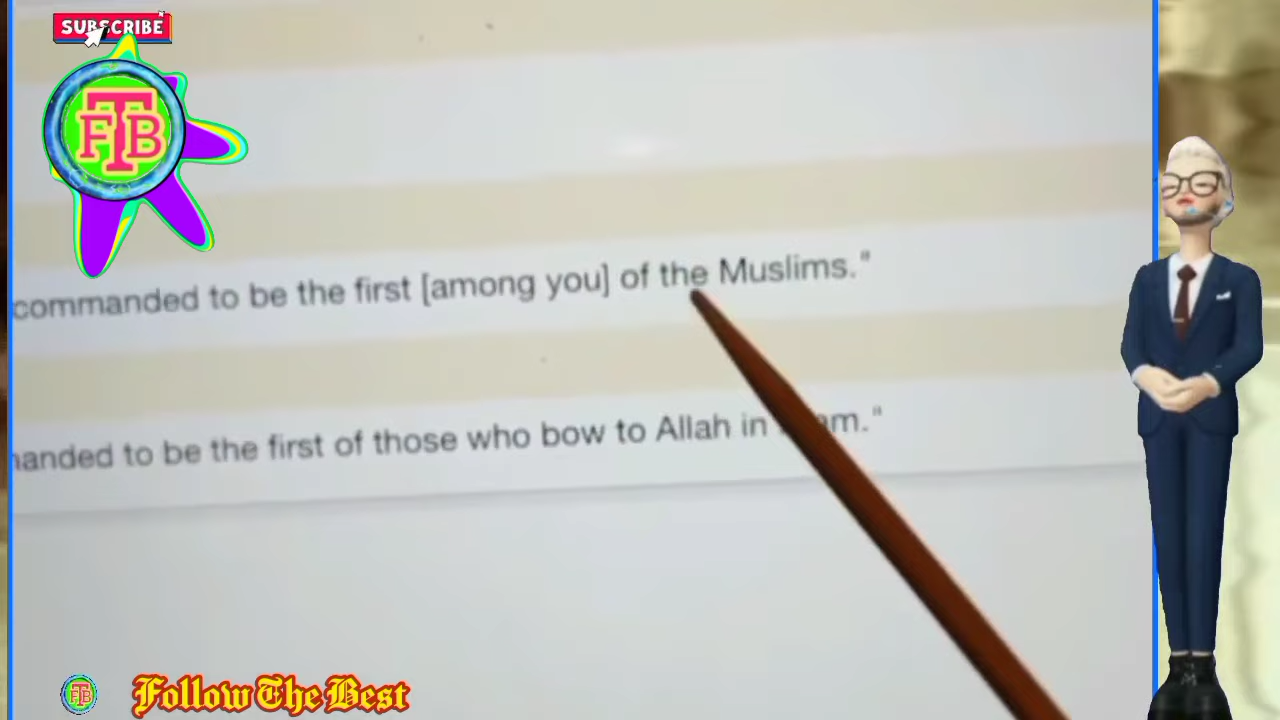 SUBSCRIBE
FTB
commanded to be the first [among you] of the Muslims."
to be the first of those who bow to Allah in
FTB
Follow The Best